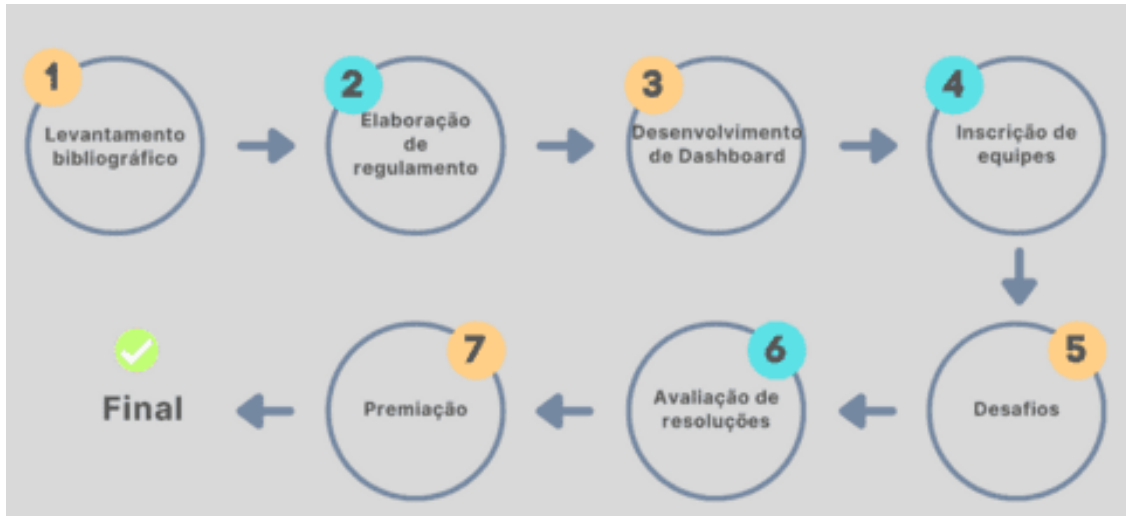 1
Levantamento
bibliográfico
2
Elaboração
de
regulamento
3
Desenvolvimento
de Dashboard
4
Inscrição de
equipes
5
Desafios
6
Avaliação de
resoluções
7
Premiação
Final